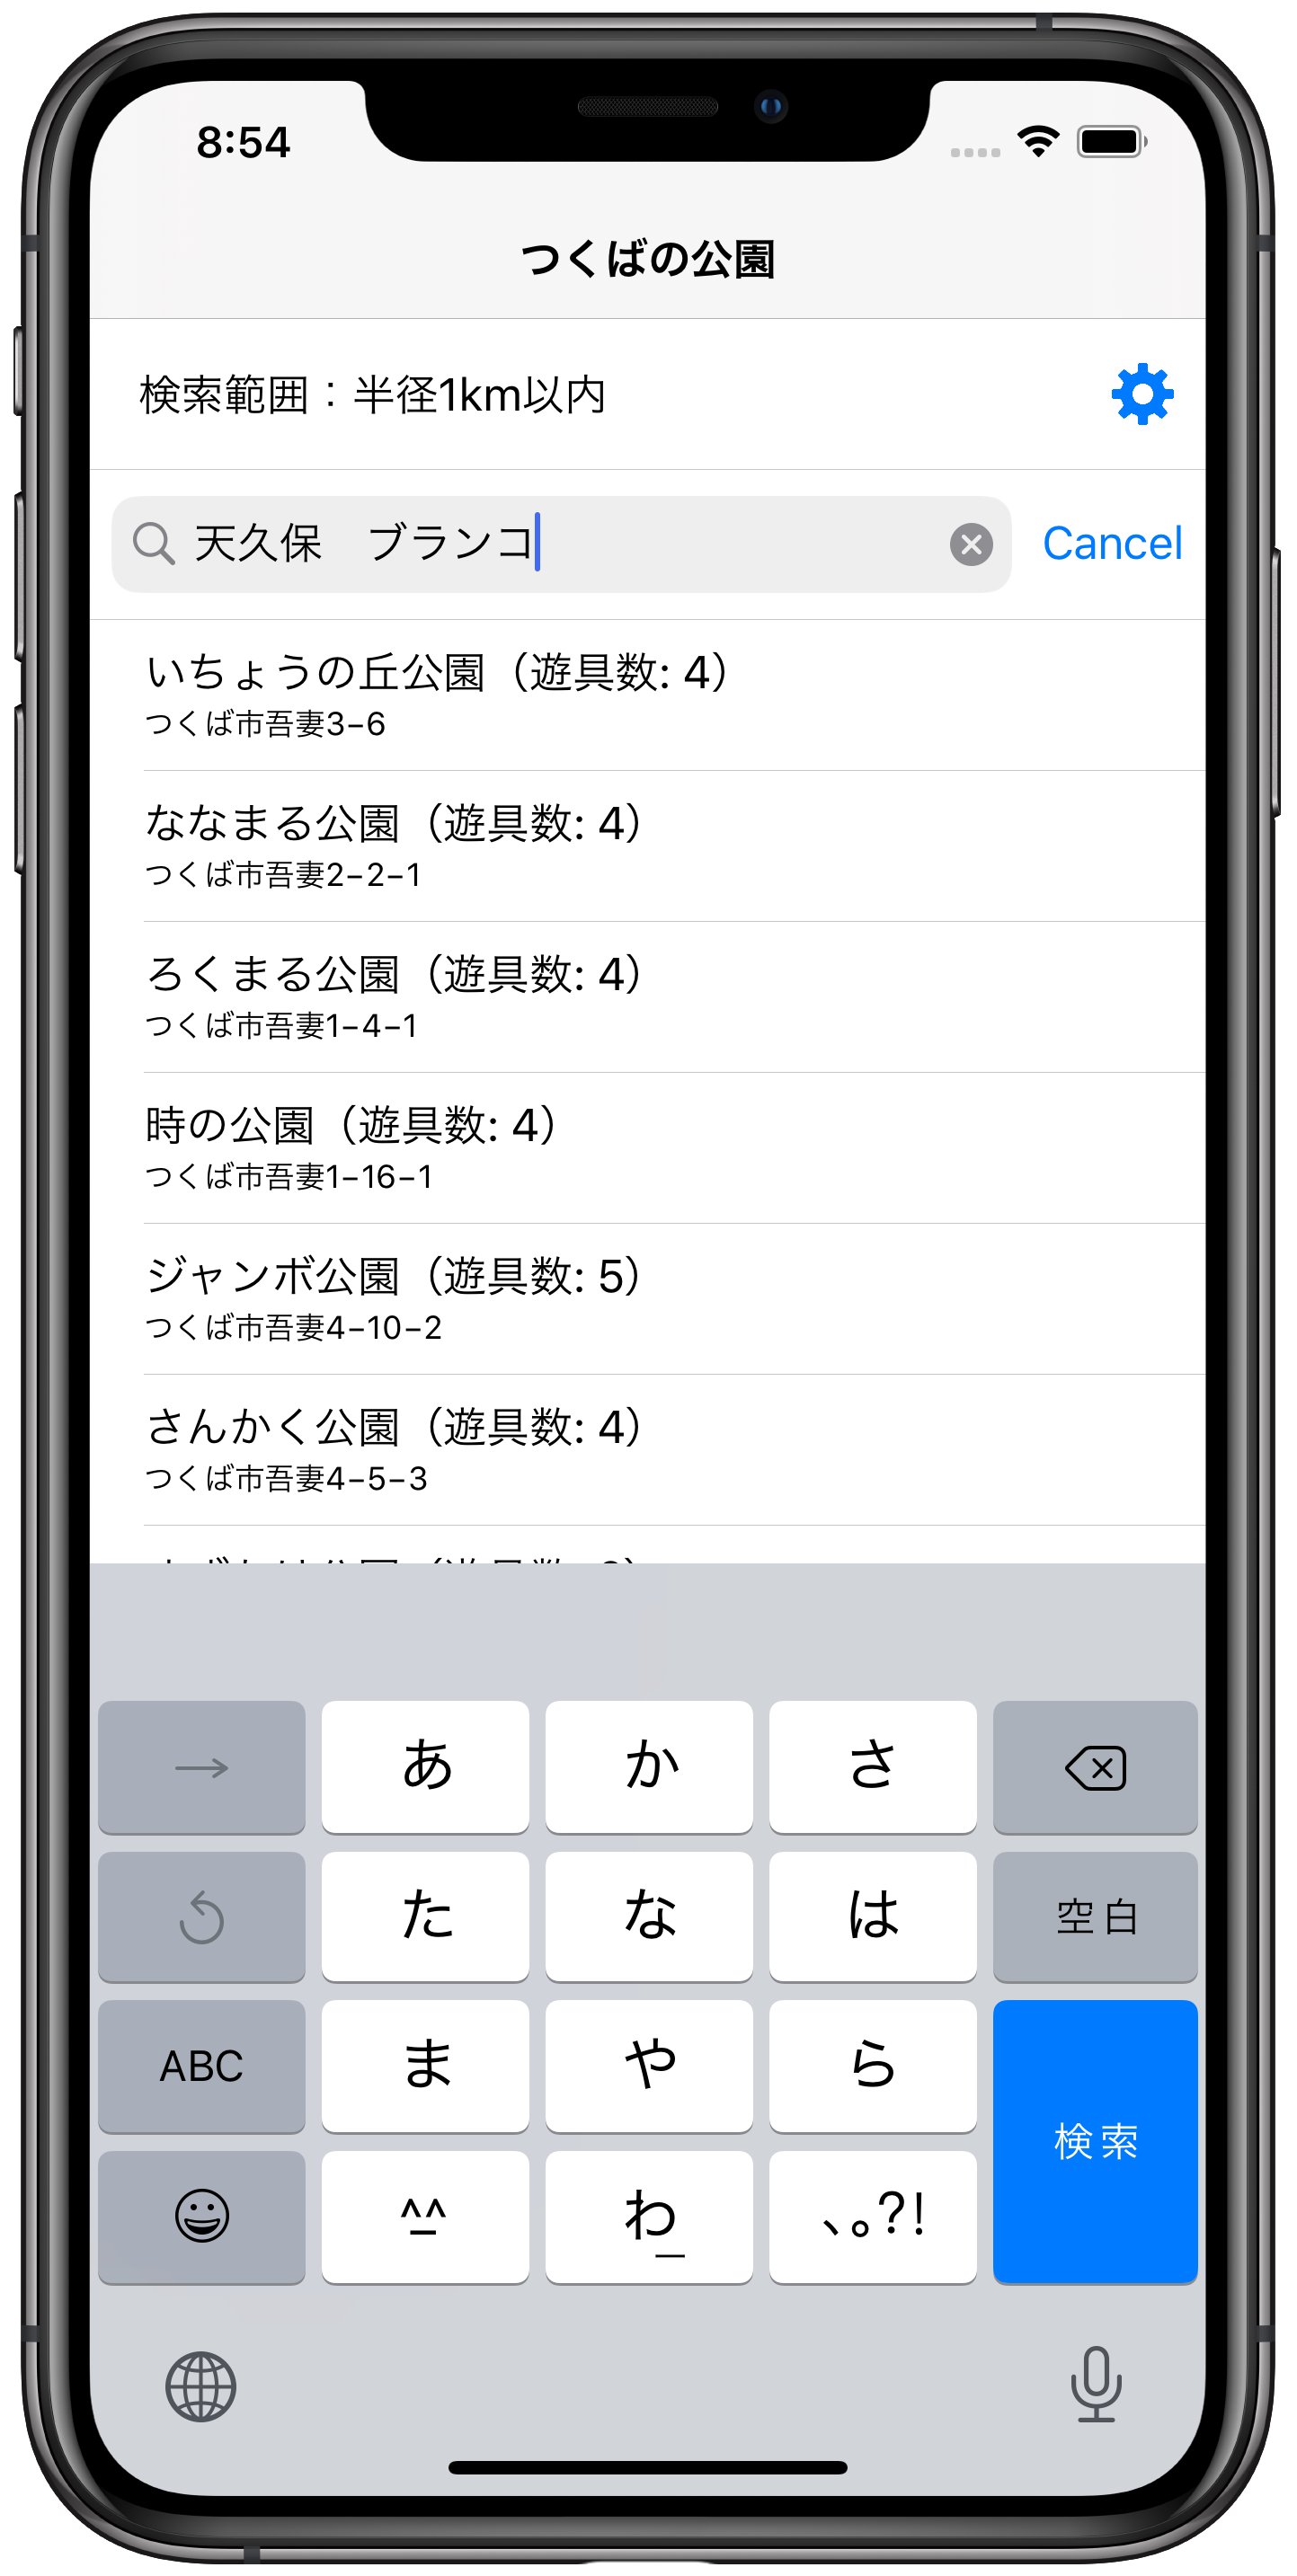 8:54
つくばの公園
検索範囲：半径1km以内
天久保　ブランコ
Cancel
いちょうの丘公園（遊具数: 4）
つくば市吾妻3−6
ななまる公園（遊具数: 4）
つくば市吾妻2−2−1
ろくまる公園（遊具数: 4）
つくば市吾妻1−4−1
時の公園（遊具数: 4）
つくば市吾妻1−16−1
ジャンボ公園（遊具数: 5）
つくば市吾妻4−10−2
さんかく公園（遊具数: 4）
つくば市吾妻4−5−3
→ あ か さ
た な は 空白
ABC ま や ら
^_^ わ_ 、。?! 検索